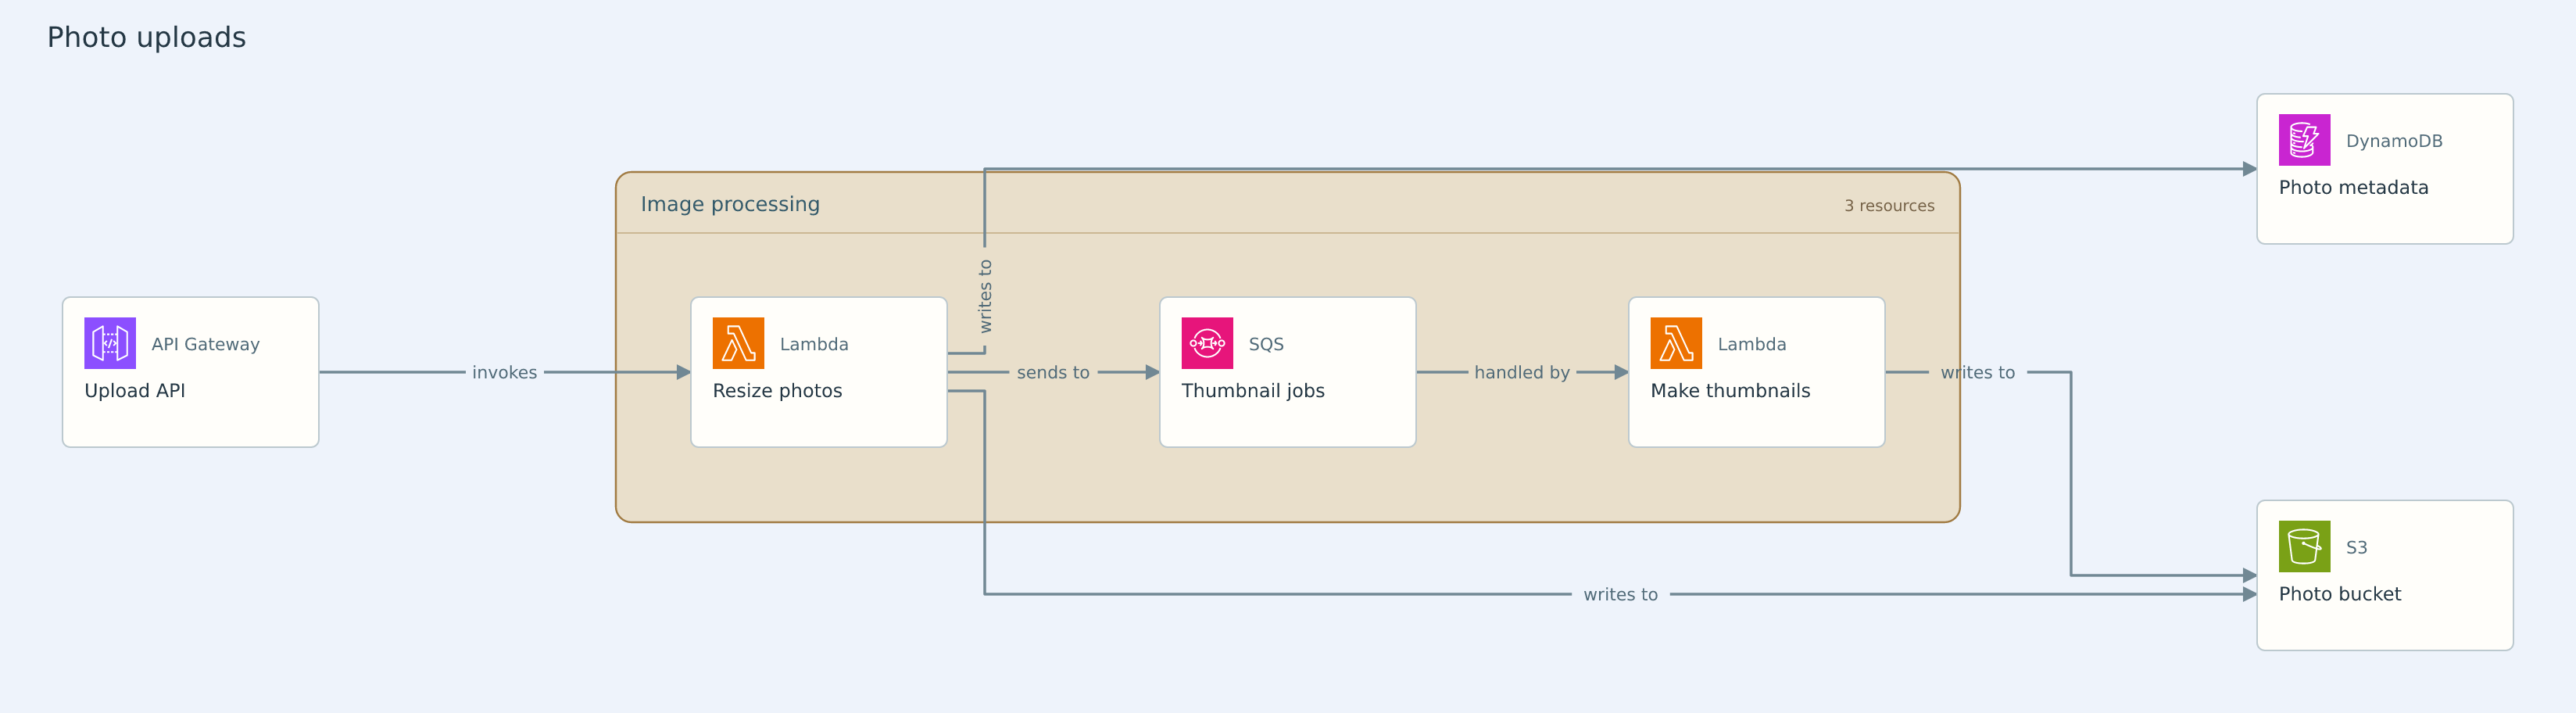 Photo uploads
DynamoDB
Photo metadata
Image processing
3 resources
writes to
API Gateway
Upload API
invokes
Lambda
Resize photos
sends to
SQS
Thumbnail jobs
handled by
Lambda
Make thumbnails
writes to
S3
Photo bucket
writes to